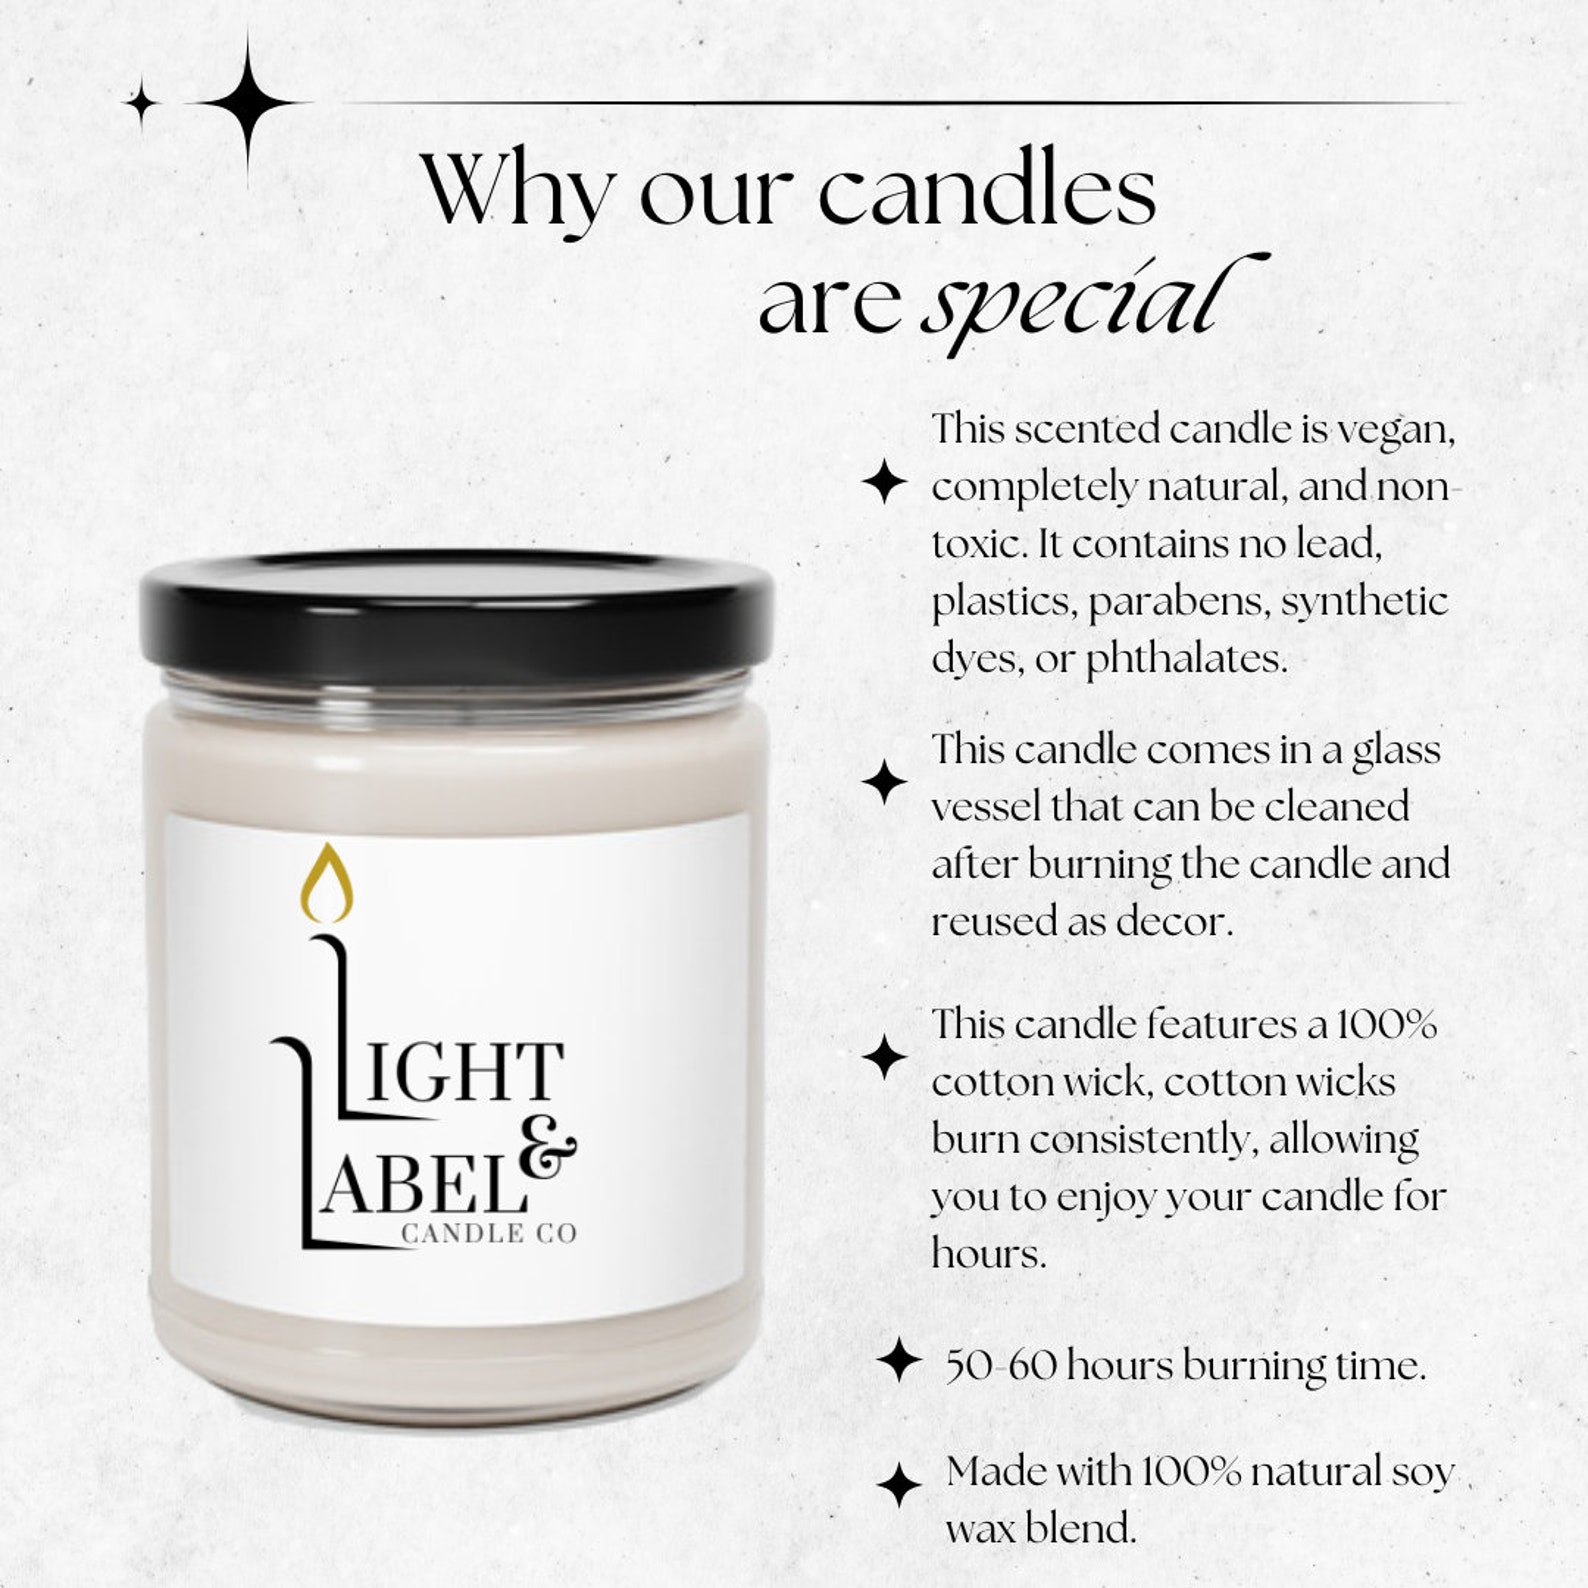 Why our candles
are special
This scented candle is vegan,
completely natural, and non-
toxic. It contains no lead,
plastics, parabens, synthetic
dyes, or phthalates.
This candle comes in a glass
vessel that can be cleaned
after burning the candle and
reused as decor.
This candle features a 100%
cotton wick, cotton wicks
burn consistently, allowing
you to enjoy your candle for
hours.
50-60 hours burning time.
Made with 100% natural soy
wax blend.
LIGHT
&
LABEL
CANDLE CO